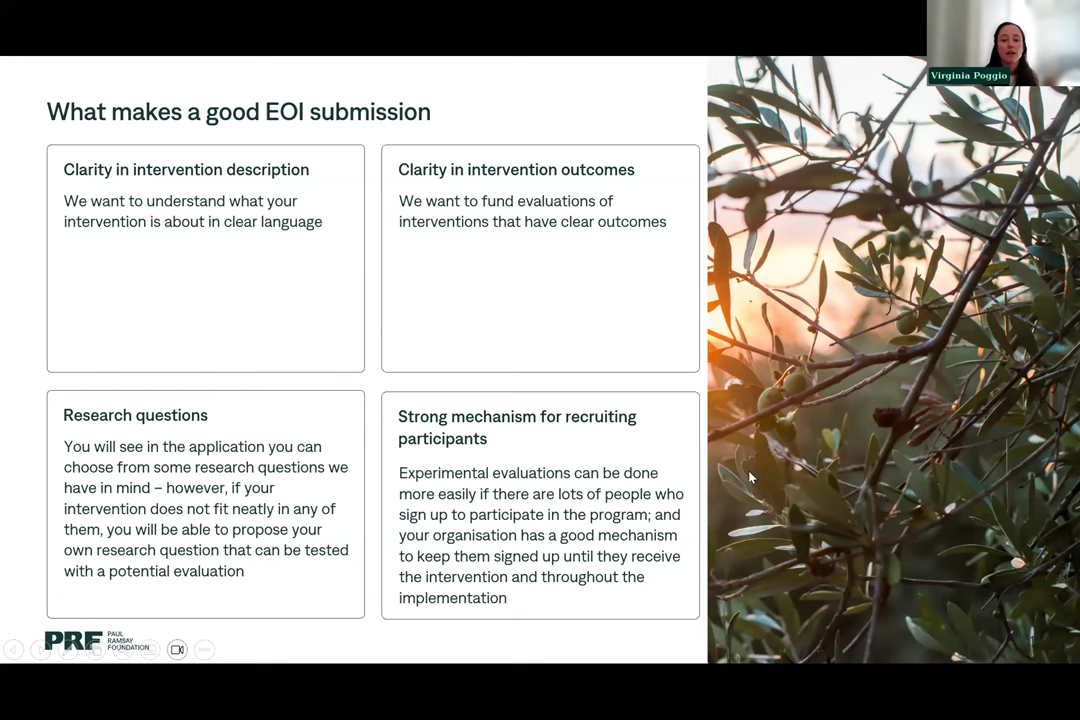 Virginia Poggio
What makes a good EOI submission
Clarity in intervention description
We want to understand what your
intervention is about in clear language
Clarity in intervention outcomes
We want to fund evaluations of
interventions that have clear outcomes
Research questions
You will see in the application you can
choose from some research questions we
have in mind – however, if your
intervention does not fit neatly in any of
them, you will be able to propose your
own research question that can be tested
with a potential evaluation
Strong mechanism for recruiting
participants
Experimental evaluations can be done
more easily if there are lots of people who
sign up to participate in the program; and
your organisation has a good mechanism
to keep them signed up until they receive
the intervention and throughout the
implementation
PRF
PAUL
RAMSAY
FOUNDATION